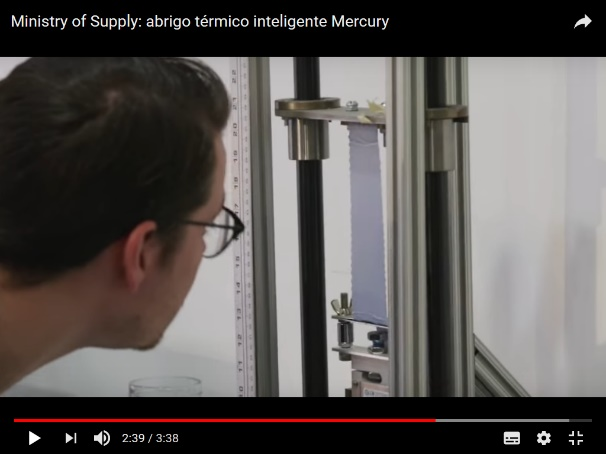 Ministry of Supply: abrigo térmico inteligente Mercury
2:39 / 3:38